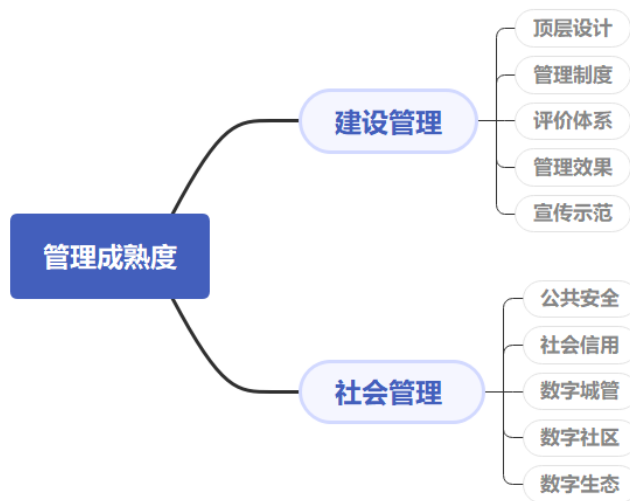 管理成熟度
建设管理
顶层设计
管理制度
评价体系
管理效果
宣传示范
社会管理
公共安全
社会信用
数字城管
数字社区
数字生态